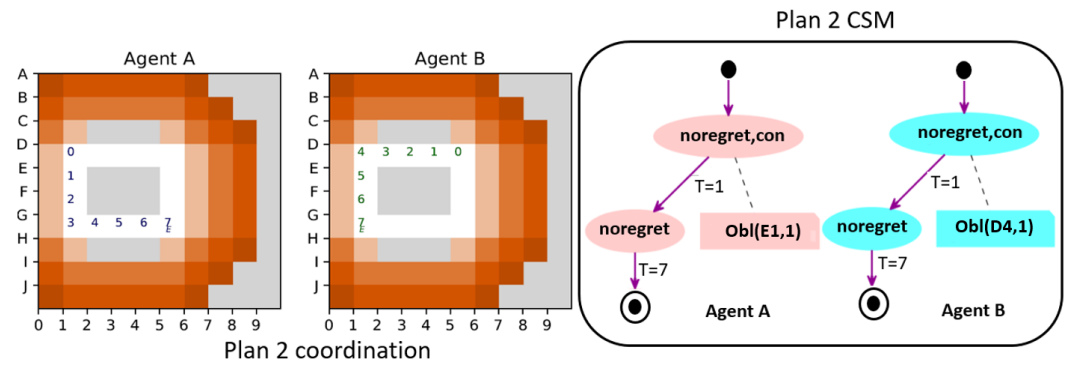 Plan 2 CSM
Agent A
Agent B
A
B
C
D
E
F
G
H
I
J
0
1
2
3 4 5 6 7
E
0 1 2 3 4 5 6 7 8 9
A
B
C
D
E
F
G
H
I
J
4 3 2 1 0
5
6
7
E
0 1 2 3 4 5 6 7 8 9
Plan 2 coordination
noregret,con
T=1
noregret
Obl(E1,1)
T=7
Agent A
noregret,con
T=1
noregret
Obl(D4,1)
T=7
Agent B